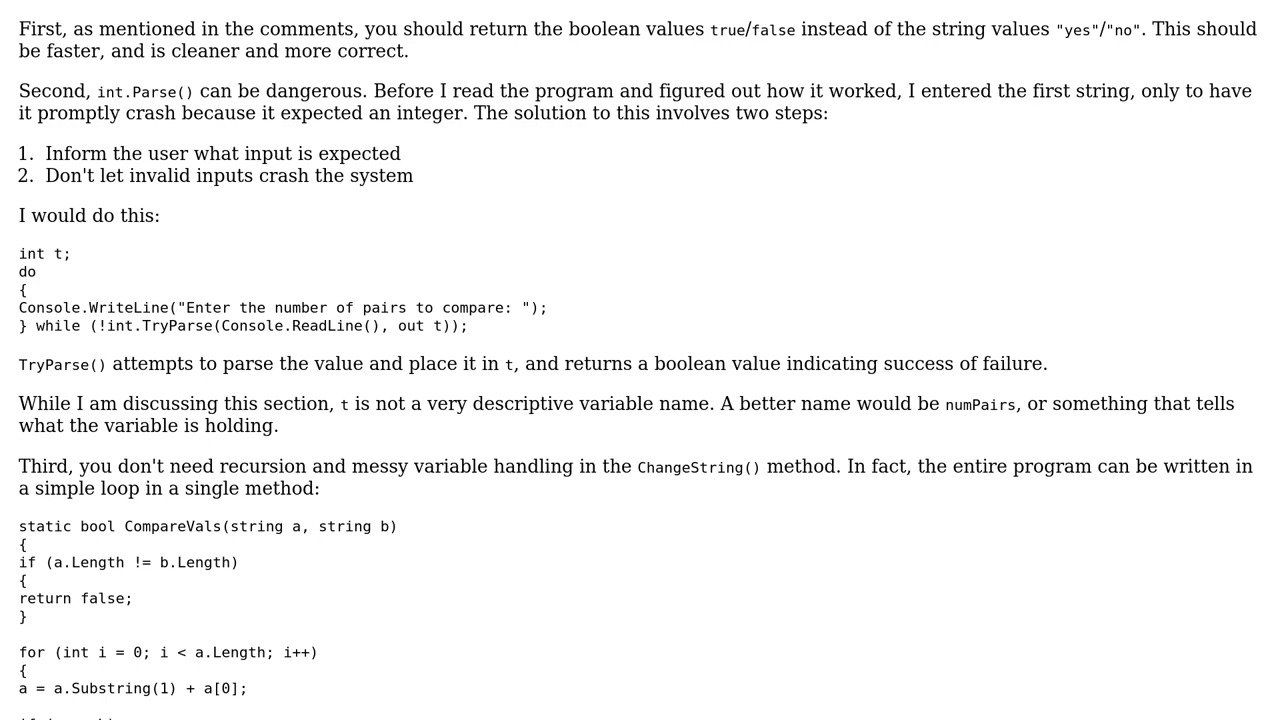 First, as mentioned in the comments, you should return the boolean values true/false instead of the string values "yes"/"no". This should
be faster, and is cleaner and more correct.
Second, int.Parse() can be dangerous. Before I read the program and figured out how it worked, I entered the first string, only to have
it promptly crash because it expected an integer. The solution to this involves two steps:
1. Inform the user what input is expected
2. Don't let invalid inputs crash the system
I would do this:
int t;
do
{
Console.WriteLine("Enter the number of pairs to compare: ");
} while (!int.TryParse(Console.ReadLine(), out t));
TryParse() attempts to parse the value and place it in t, and returns a boolean value indicating success of failure.
While I am discussing this section, t is not a very descriptive variable name. A better name would be numPairs, or something that tells
what the variable is holding.
Third, you don't need recursion and messy variable handling in the ChangeString() method. In fact, the entire program can be written in
a simple loop in a single method:
static bool CompareVals(string a, string b)
{
if (a.Length != b.Length)
{
return false;
}
for (int i = 0; i < a.Length; i++)
{
a = a.Substring(1) + a[0];